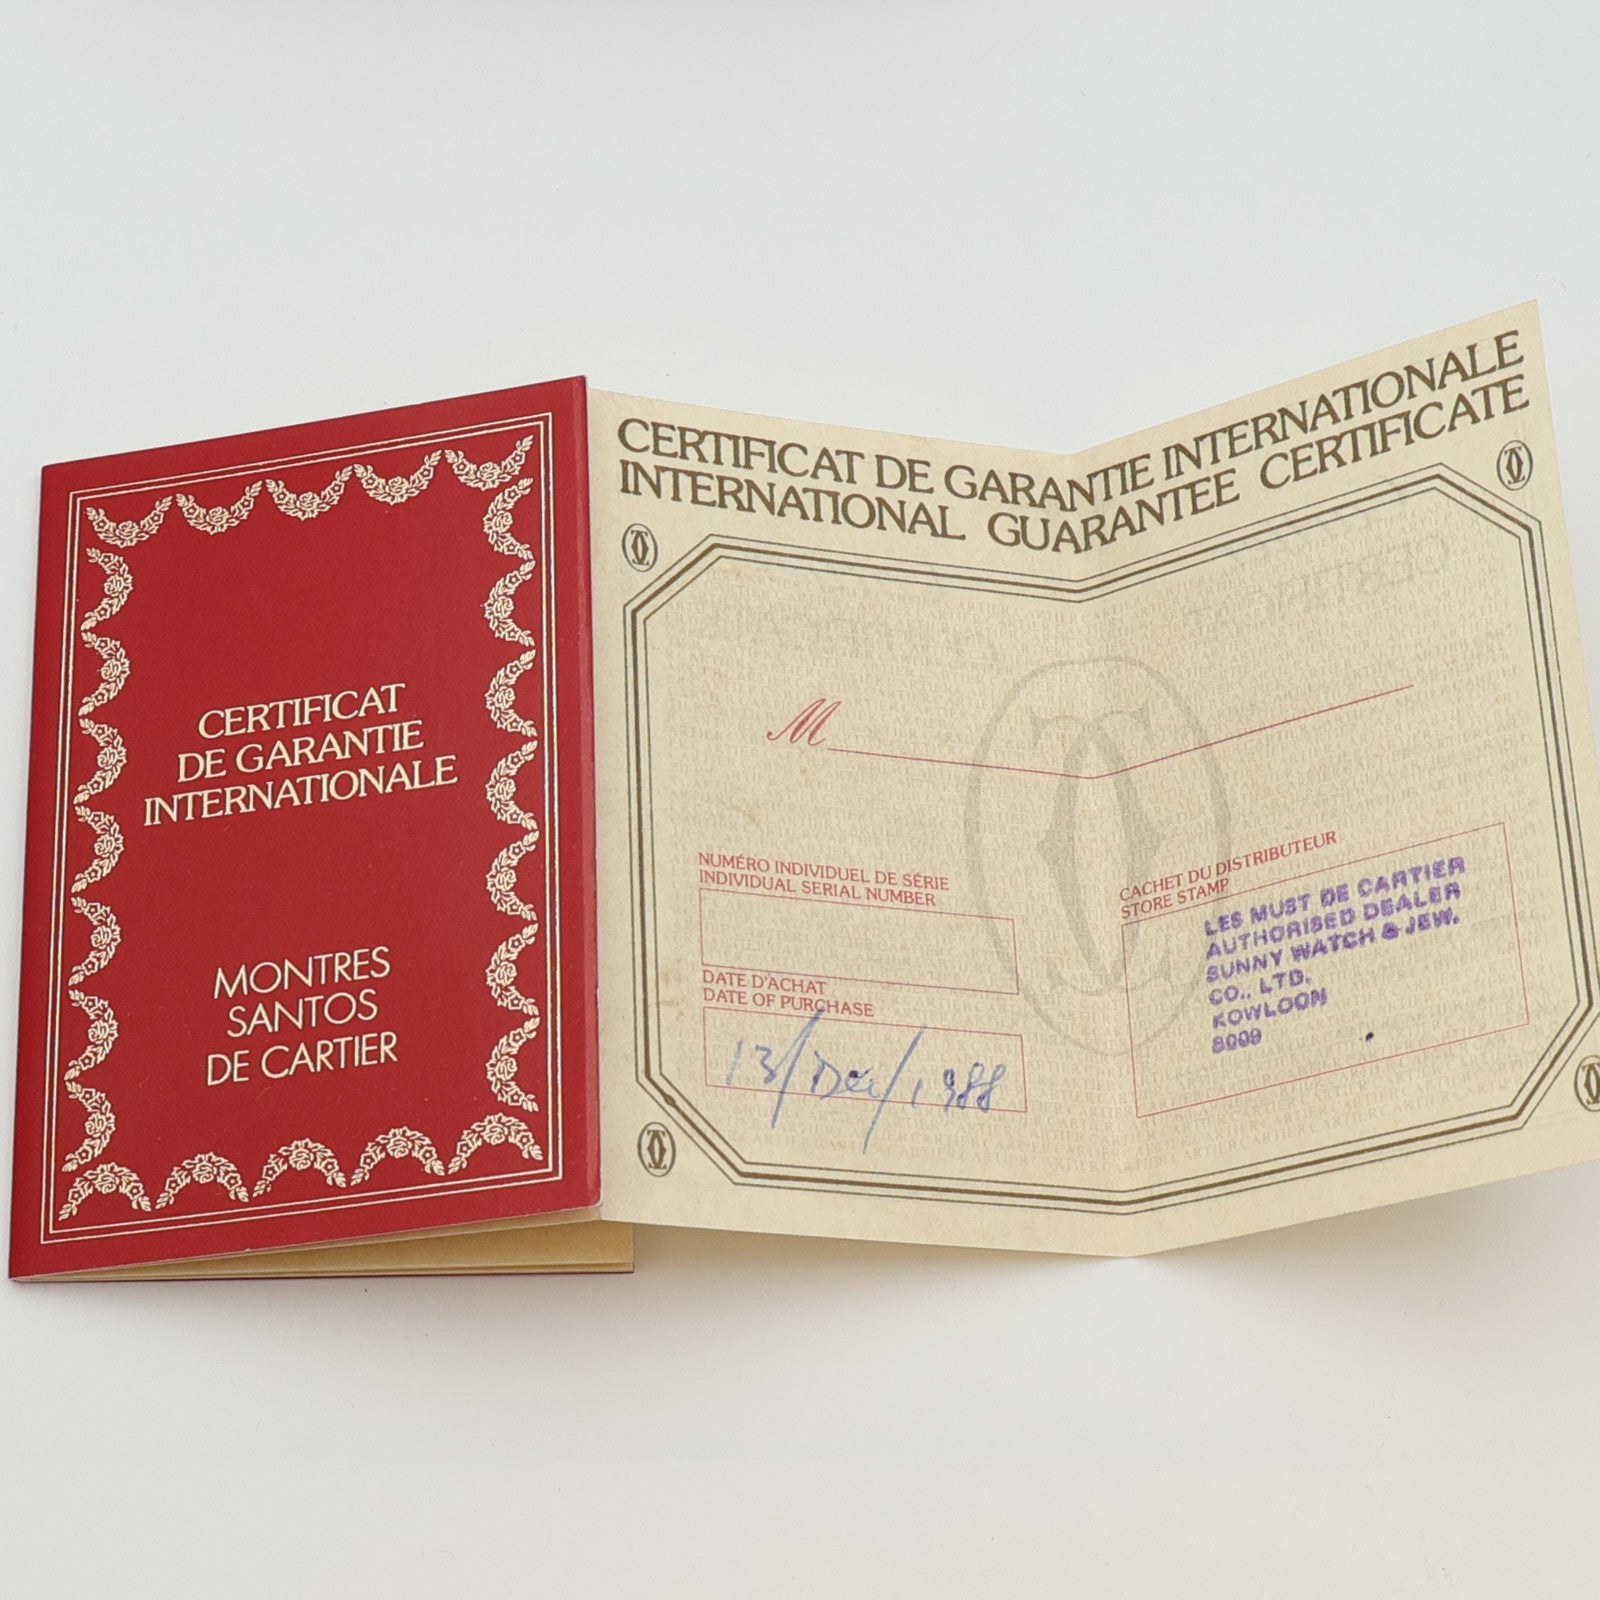 CERTIFICAT
DE GARANTIE
INTERNATIONALE
MONTRES
SANTOS
DE CARTIER
CERTIFICAT DE GARANTIE INTERNATIONALE
INTERNATIONAL GUARANTEE CERTIFICATE
M
NUMÉRO INDIVIDUEL DE SÉRIE
INDIVIDUAL SERIAL NUMBER
DATE D'ACHAT
DATE OF PURCHASE
13/Dec/1988
CACHET DU DISTRIBUTEUR
STORE STAMP
LES MUST DE CARTIER
AUTHORISED DEALER
SUNNY WATCH & JEW.
CO., LTD.
KOWLOON
8009